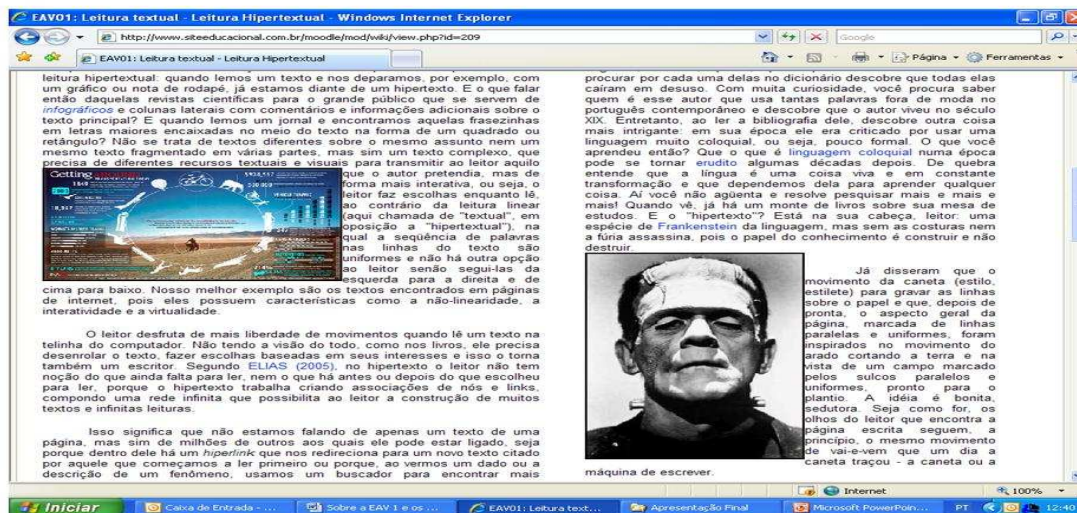 EAV01: Leitura textual - Leitura Hipertextual - Windows Internet Explorer
http://www.siteeducacional.com.br/moodle/mod/wiki/view.php?id=209
Google
EAV01: Leitura textual - Leitura Hipertextual
Página
Ferramentas
leitura hipertextual: quando lemos um texto e nos deparamos, por exemplo, com
um gráfico ou nota de rodapé, já estamos diante de um hipertexto. E o que falar
então daquelas revistas científicas para o grande público que se servem de
infográficos e colunas laterais com comentários e informações adicionais sobre o
texto principal? E quando lemos um jornal e encontramos aquelas frasezinhas
em letras maiores encaixadas no meio do texto na forma de um quadrado ou
retângulo? Não se trata de textos diferentes sobre o mesmo assunto nem um
mesmo texto fragmentado em várias partes, mas sim um texto complexo, que
precisa de diferentes recursos textuais e visuais para transmitir ao leitor aquilo
que o autor pretendia, mas de
forma mais interativa, ou seja, o
leitor faz escolhas enquanto lê,
ao contrário da leitura linear
(aqui chamada de "textual", em
oposição a "hipertextual"), na
qual a seqüência de palavras
nas linhas do texto são
uniformes e não há outra opção
ao leitor senão segui-las da
esquerda para a direita e de
cima para baixo. Nosso melhor exemplo são os textos encontrados em páginas
de internet, pois eles possuem características como a não-linearidade, a
interatividade e a virtualidade.
Getting
O leitor desfruta de mais liberdade de movimentos quando lê um texto na
telinha do computador. Não tendo a visão do todo, como nos livros, ele precisa
desenrolar o texto, fazer escolhas baseadas em seus interesses e isso o torna
também um escritor. Segundo ELIAS (2005), no hipertexto o leitor não tem
noção do que ainda falta para ler, nem o que há antes ou depois do que escolheu
para ler, porque o hipertexto trabalha criando associações de nós e links,
compondo uma rede infinita que possibilita ao leitor a construção de muitos
textos e infinitas leituras.
Isso significa que não estamos falando de apenas um texto de uma
página, mas sim de milhões de outros aos quais ele pode estar ligado, seja
porque dentro dele há um hiperlink que nos redireciona para um novo texto citado
por aquele que começamos a ler primeiro ou porque, ao vermos um dado ou a
descrição de um fenômeno, usamos um buscador para encontrar mais
procurar por cada uma delas no dicionário descobre que todas elas
caíram em desuso. Com muita curiosidade, você procura saber
quem é esse autor que usa tantas palavras fora de moda no
português contemporâneo e descobre que o autor viveu no século
XIX. Entretanto, ao ler a bibliografia dele, descobre outra coisa
mais intrigante: em sua época ele era criticado por usar uma
linguagem muito coloquial, ou seja, pouco formal. O que você
aprendeu então? Que o que é linguagem coloquial numa época
pode se tornar erudito algumas décadas depois. De quebra
entende que a língua é uma coisa viva e em constante
transformação e que dependemos dela para aprender qualquer
coisa. Aí você não agüenta e resolve pesquisar mais e mais e
mais! Quando vê, já há um monte de livros sobre sua mesa de
estudos. E o "hipertexto"? Está na sua cabeça, leitor: uma
espécie de Frankenstein da linguagem, mas sem as costuras nem
a fúria assassina, pois o papel do conhecimento é construir e não
destruir.
Já disseram que o
movimento da caneta (estilo,
estilete) para gravar as linhas
sobre o papel e que, depois de
pronta, o aspecto geral da
página, marcada de linhas
paralelas e uniformes, foram
inspirados no movimento do
arado cortando a terra e na
vista de um campo marcado
pelos sulcos paralelos e
uniformes, pronto para o
plantio. A idéia é bonita,
sedutora. Seja como for, os
olhos do leitor que encontra a
página escrita seguem, a
princípio, o mesmo movimento
de vai-e-vem que um dia a
caneta traçou - a caneta ou a
máquina de escrever.
Internet
100%
Iniciar
Caixa de Entrada - ...
Sobre a EAV 1 e os ...
EAV01: Leitura text...
Apresentação Final
Microsoft PowerPoin...
PT
12:40